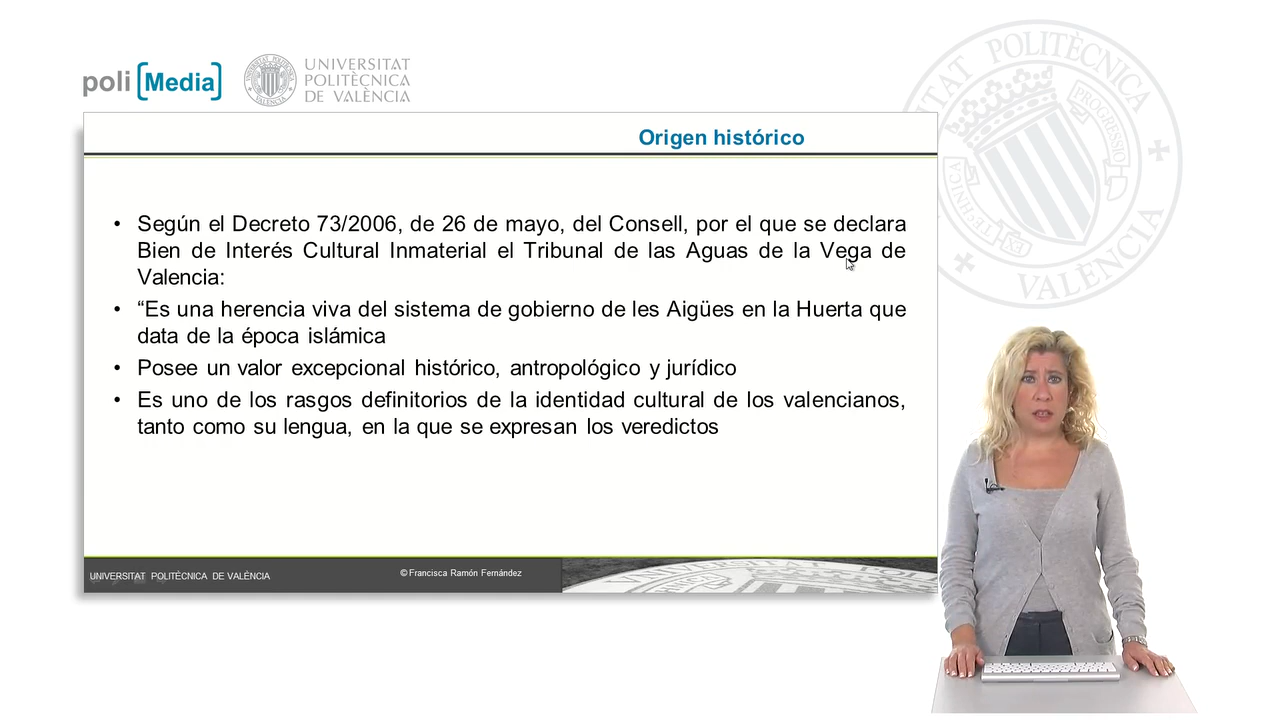 poli [Media]
UNIVERSITAT
POLITÈCNICA
DE VALÈNCIA
Origen histórico
• Según el Decreto 73/2006, de 26 de mayo, del Consell, por el que se declara
Bien de Interés Cultural Inmaterial el Tribunal de las Aguas de la Vega de
Valencia:
• “Es una herencia viva del sistema de gobierno de les Aigües en la Huerta que
data de la época islámica
• Posee un valor excepcional histórico, antropológico y jurídico
• Es uno de los rasgos definitorios de la identidad cultural de los valencianos,
tanto como su lengua, en la que se expresan los veredictos
UNIVERSITAT POLITÈCNICA DE VALÈNCIA
© Francisca Ramón Fernández
POLITÈCNICA
VALÈNCIA
PROGRESSIO